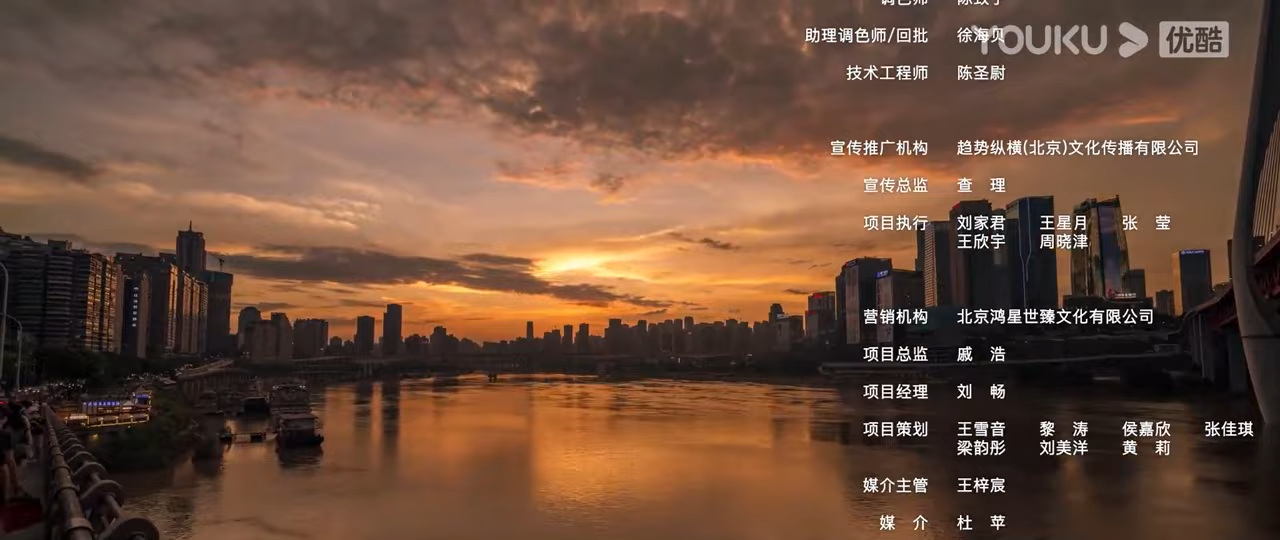 调色师 陈致宇
助理调色师/回批 徐海贝
YOUKU 优酷
技术工程师 陈圣尉
宣传推广机构 趋势纵横(北京)文化传播有限公司
宣传总监 查 理
项目执行 刘家君 王星月 张 莹
王欣宇 周晓津
营销机构 北京鸿星世臻文化有限公司
项目总监 戚 浩
项目经理 刘 畅
项目策划 王雪音 黎 涛 侯嘉欣 张佳琪
梁韵彤 刘美洋 黄 莉
媒介主管 王梓宸
媒 介 杜 苹